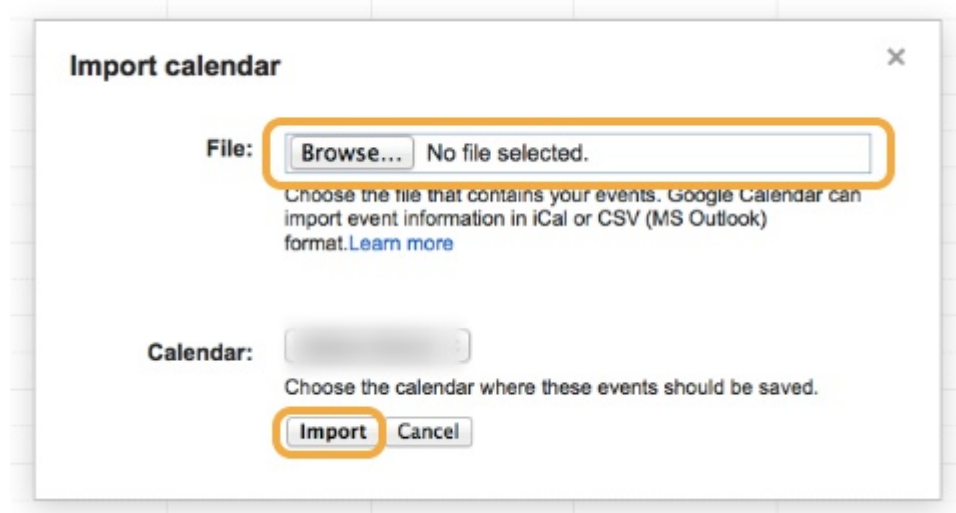 Import calendar
File: Browse... No file selected.
Choose the file that contains your events. Google Calendar can
import event information in iCal or CSV (MS Outlook)
format.Learn more
Calendar:
Choose the calendar where these events should be saved.
Import Cancel